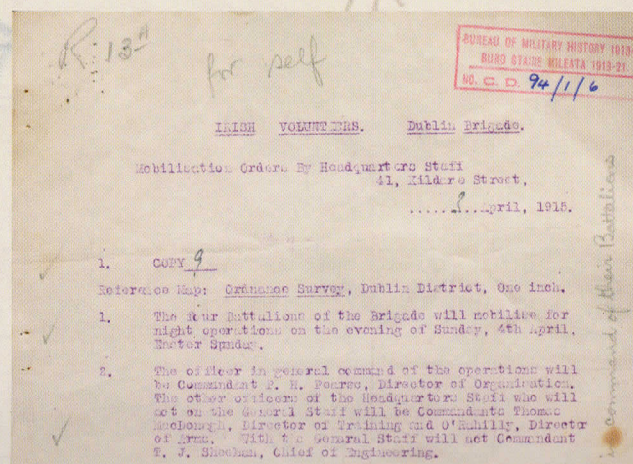 R. 13th
for self
BUREAU OF MILITARY HISTORY 1913-
BURO STAIRE MILEATA 1913-21
NO. C. D. 94/1/6
IRISH VOLUNTEERS. Dublin Brigade.
Mobilisation Orders By Headquarters Staff
41, Kildare Street,
April, 1915.
1. COPY 9
Reference Map: Ordnance Survey, Dublin District, One inch.
1. The four Battalions of the Brigade will mobilise for
night operations on the evening of Sunday, 4th April,
Easter Sunday.
2. The officer in general command of the operations will
be Commandant P. H. Pearse, Director of Organisation.
The other officers of the Headquarters Staff who will
act on the General Staff will be Commandants Thomas
MacDonogh, Director of Training and O'Rahilly, Director
of Arms. With the General Staff will act Commandant
T. J. Sheehan, Chief of Engineering.
in command of their Battalions